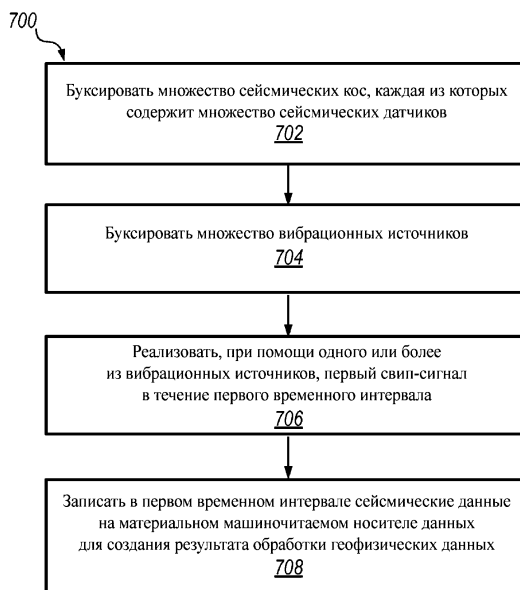 700
Буксировать множество сейсмических кос, каждая из которых
содержит множество сейсмических датчиков
702
Буксировать множество вибрационных источников
704
Реализовать, при помощи одного или более
из вибрационных источников, первый свип-сигнал
в течение первого временного интервала
706
Записать в первом временном интервале сейсмические данные
на материальном машиночитаемом носителе данных
для создания результата обработки геофизических данных
708